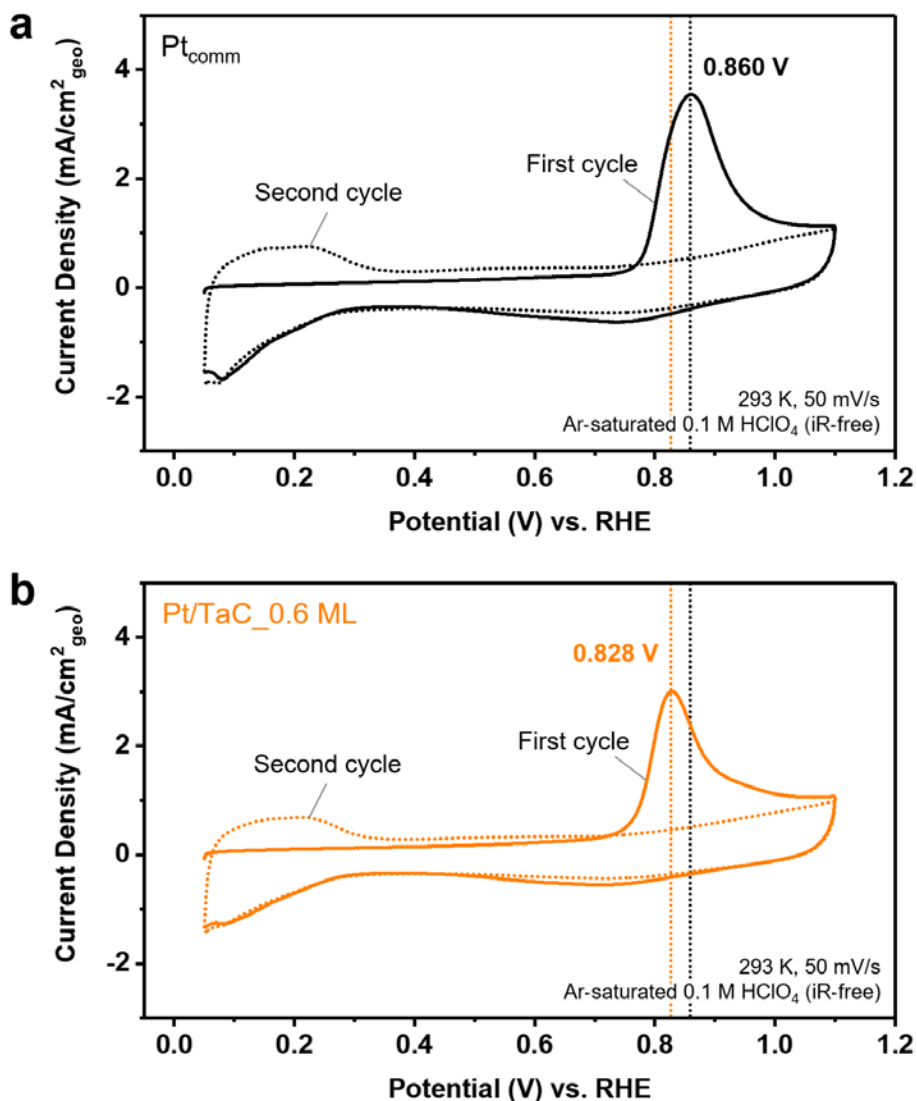 a
Pt_comm
0.860 V
First cycle
Second cycle
293 K, 50 mV/s
Ar-saturated 0.1 M HClO₄ (iR-free)
Current Density (mA/cm²_geo)
4
2
0
-2
0.0 0.2 0.4 0.6 0.8 1.0 1.2
Potential (V) vs. RHE
b
Pt/TaC_0.6 ML
0.828 V
First cycle
Second cycle
293 K, 50 mV/s
Ar-saturated 0.1 M HClO₄ (iR-free)
Current Density (mA/cm²_geo)
4
2
0
-2
0.0 0.2 0.4 0.6 0.8 1.0 1.2
Potential (V) vs. RHE